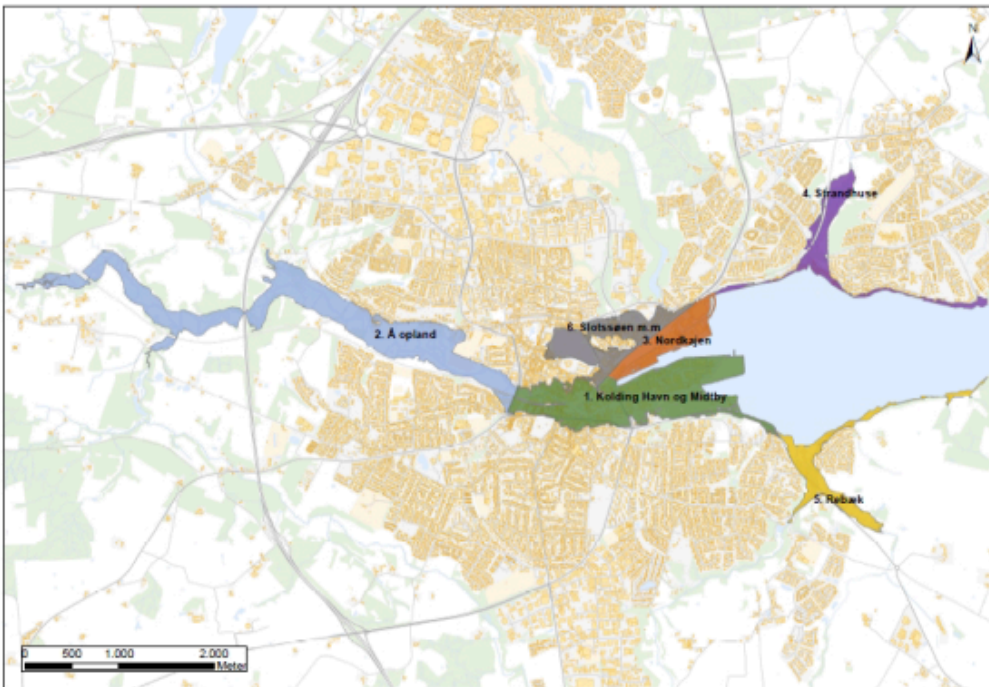 N
4. Strandhuse
6. Slotssøen m.m
2. Å opland
3. Nordkajen
1. Kolding Havn og Midtby
5. Rebæk
0 500 1.000 2.000
Meter